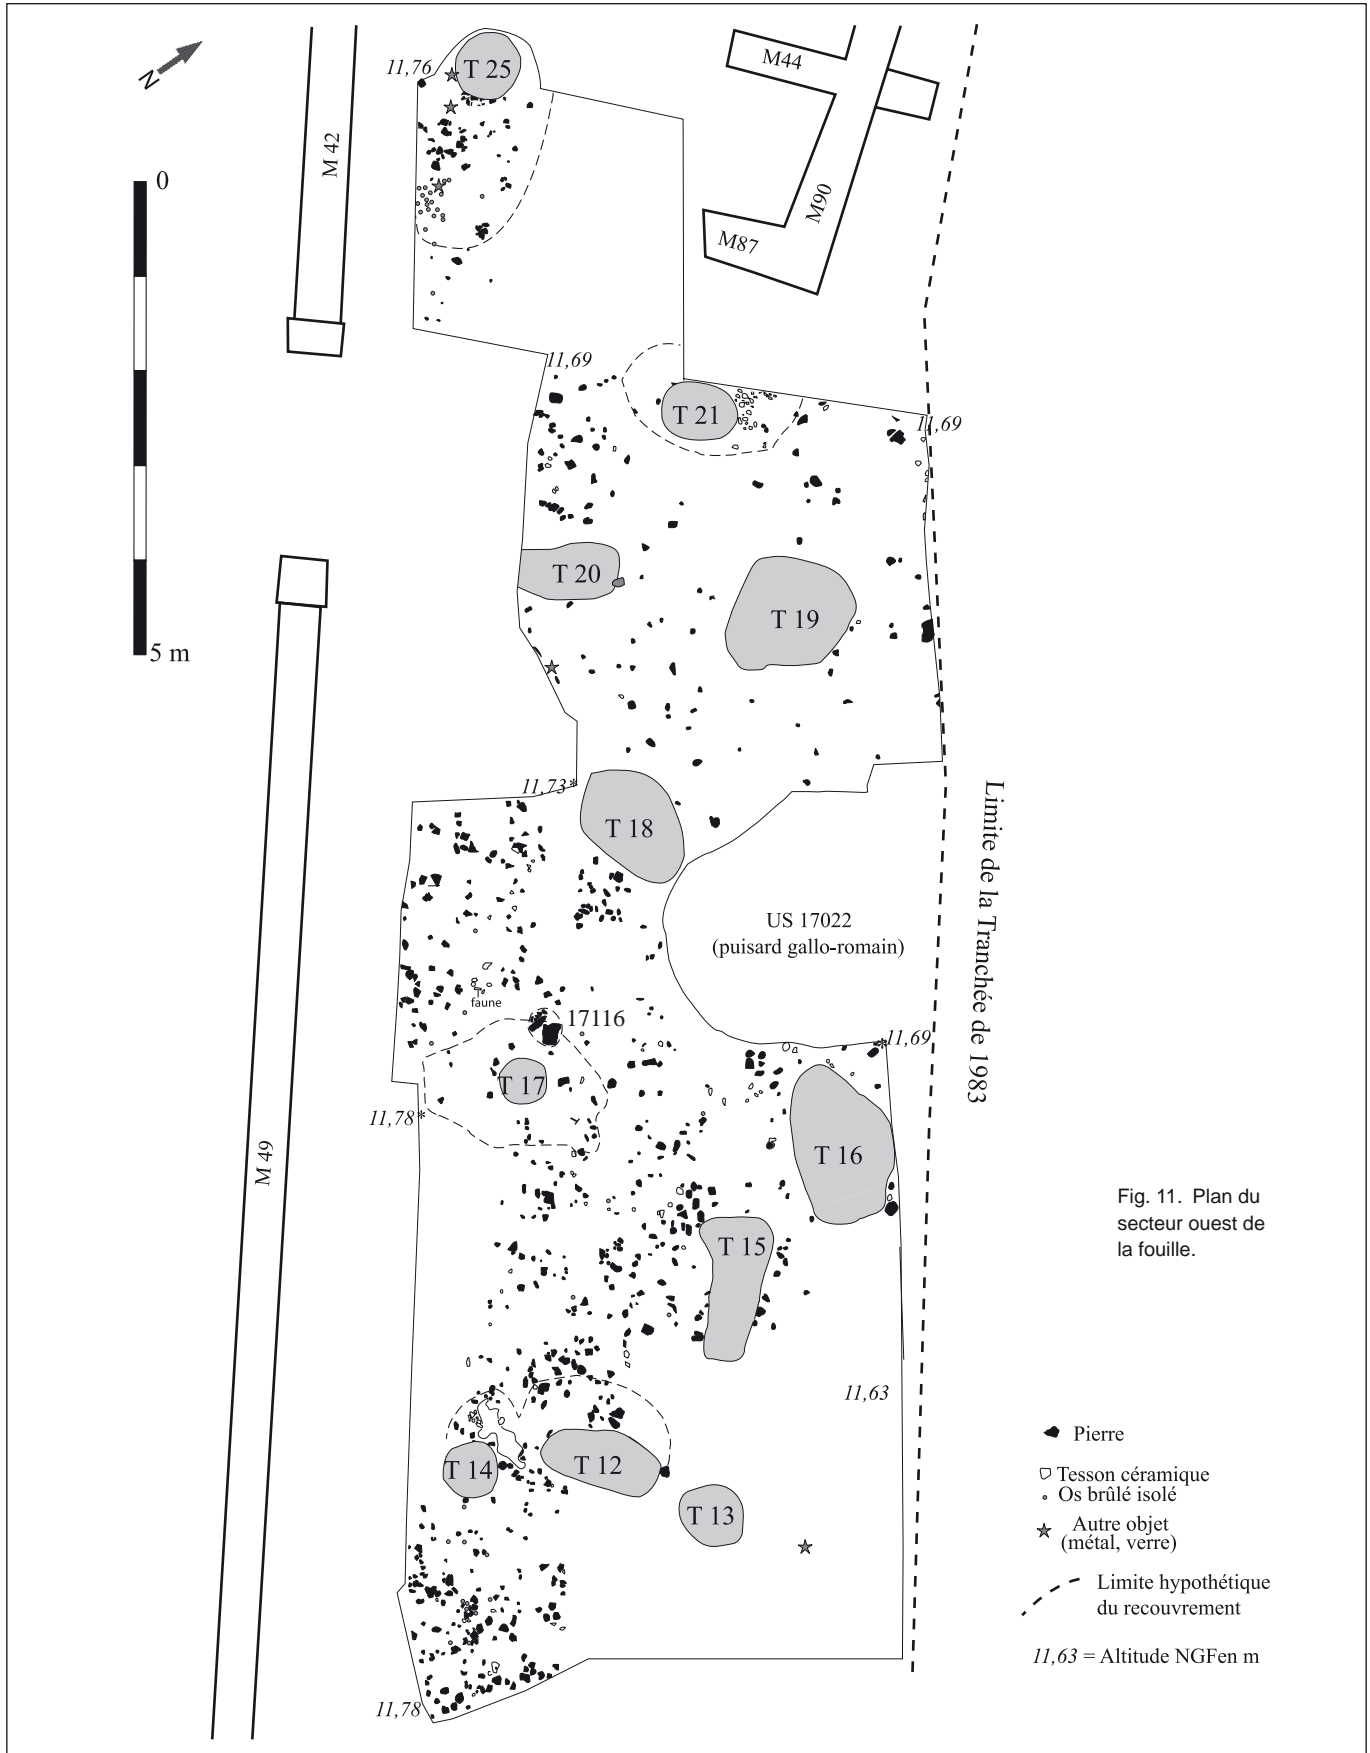 N
11,76
T 25
M44
M 42
0
M90
M87
11,69
T 21
11,69
T 20
T 19
5 m
11,73*
T 18
Limite de la Tranchée de 1983
US 17022
(puisard gallo-romain)
faune
17116
*11,69
T 17
11,78*
M 49
T 16
Fig. 11. Plan du
secteur ouest de
la fouille.
T 15
11,63
Pierre
T 14
T 12
Tesson céramique
Os brûlé isolé
T 13
Autre objet
(métal, verre)
Limite hypothétique
du recouvrement
11,63 = Altitude NGFen m
11,78